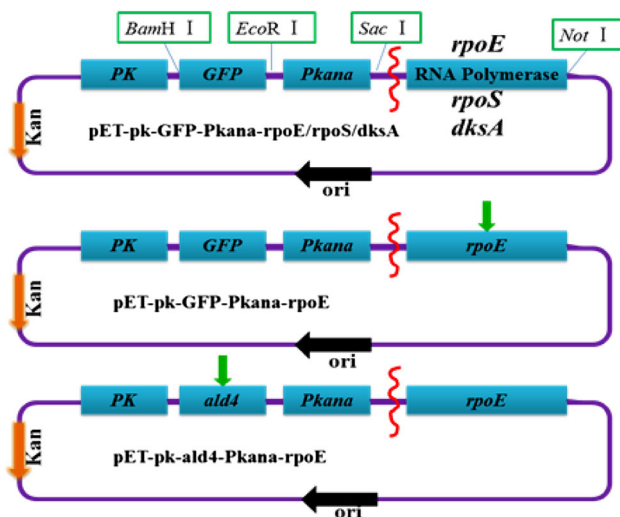 BamH I
EcoR I
Sac I
rpoE
Not I
PK
GFP
Pkana
RNA Polymerase
rpoS
dksA
Kan
pET-pk-GFP-Pkana-rpoE/rpoS/dksA
ori
PK
GFP
Pkana
rpoE
Kan
pET-pk-GFP-Pkana-rpoE
ori
PK
ald4
Pkana
rpoE
Kan
pET-pk-ald4-Pkana-rpoE
ori